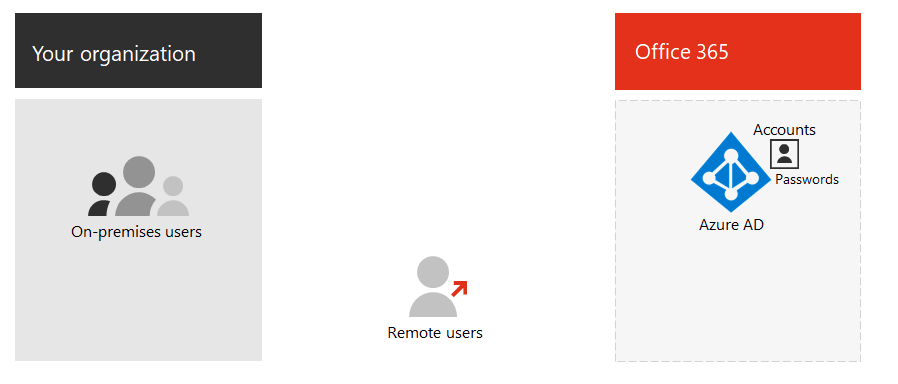 Your organization
Office 365
Accounts
Passwords
Azure AD
On-premises users
Remote users